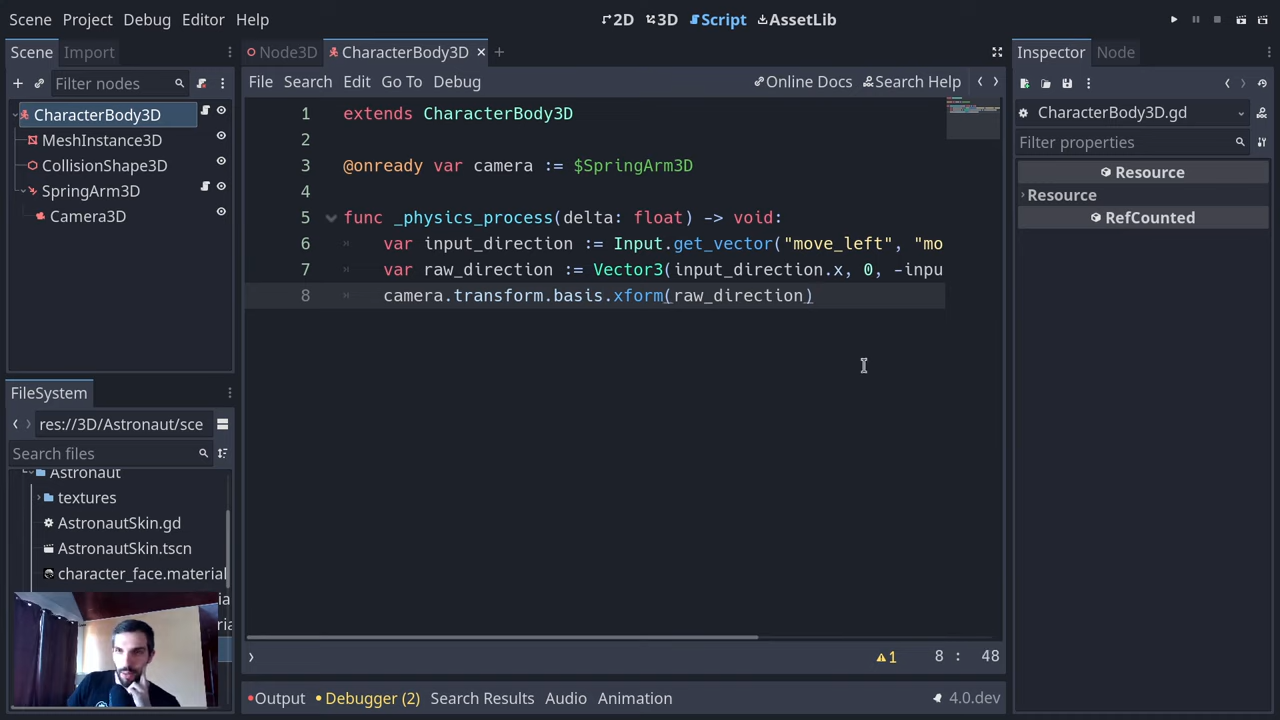 Scene Project Debug Editor Help
2D 3D Script AssetLib
Scene Import
Node3D CharacterBody3D
Inspector Node
Filter nodes
File Search Edit Go To Debug
Online Docs Search Help
CharacterBody3D.gd
Filter properties
Resource
Resource
RefCounted
CharacterBody3D
MeshInstance3D
CollisionShape3D
SpringArm3D
Camera3D
1 extends CharacterBody3D
2
3 @onready var camera := $SpringArm3D
4
5 func _physics_process(delta: float) -> void:
6 var input_direction := Input.get_vector("move_left", "mo
7 var raw_direction := Vector3(input_direction.x, 0, -inpu
8 camera.transform.basis.xform(raw_direction)
FileSystem
res://3D/Astronaut/sce
Search files
Astronaut
textures
AstronautSkin.gd
AstronautSkin.tscn
character_face.material
1 8 : 48
Output Debugger (2) Search Results Audio Animation
4.0.dev